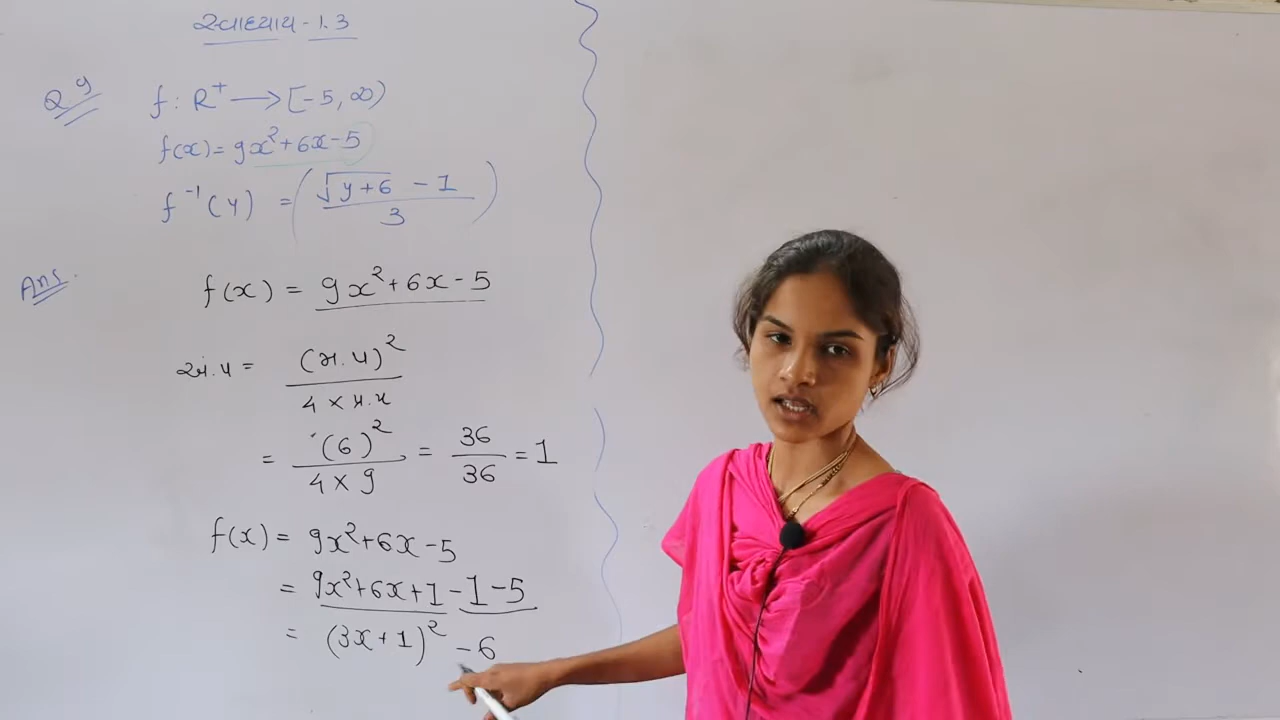 સ્વાધ્યાય-1.3
Q 9
f : R⁺ → [-5, ∞)
f(x) = 9x²+6x-5
f⁻¹(y) = (√(y+6) - 1 / 3)
Ans.
f(x) = 9x²+6x-5
અં.પ = (મ.પ)² / 4 × પ્ર.પ
= (6)² / 4 × 9 = 36 / 36 = 1
f(x) = 9x²+6x-5
= 9x²+6x+1-1-5
= (3x+1)² - 6